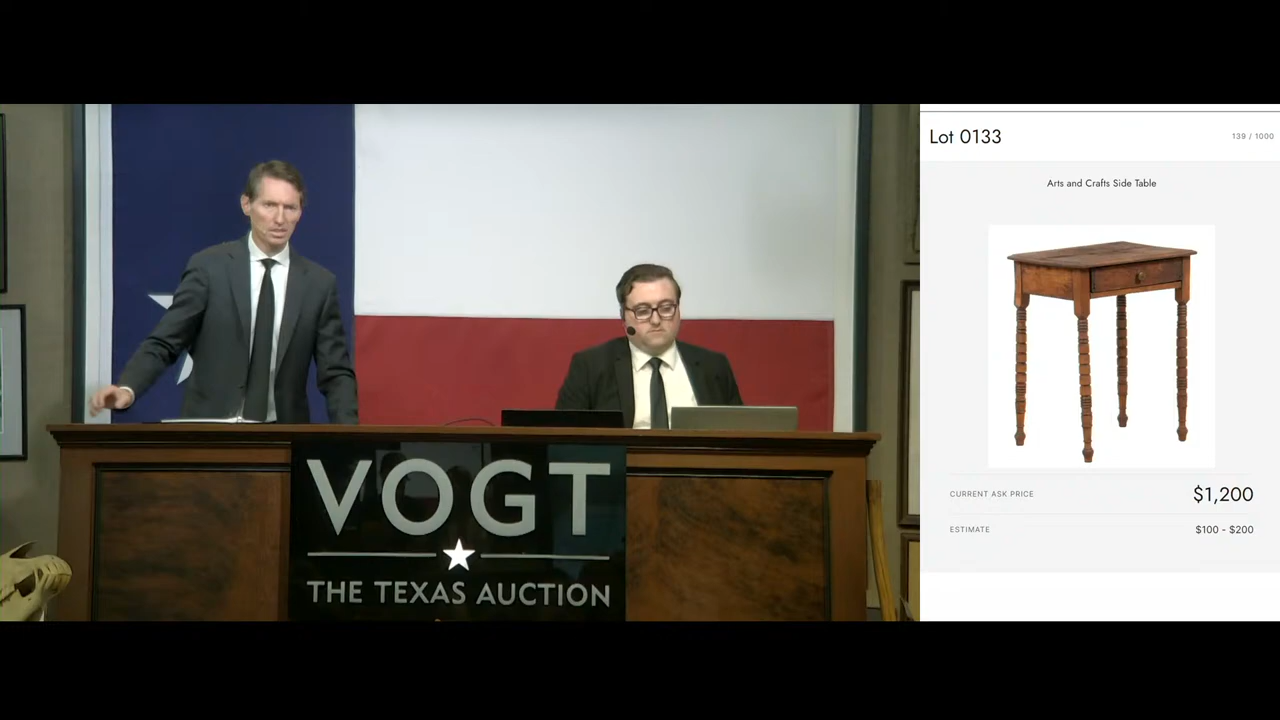 VOGT
THE TEXAS AUCTION
Lot 0133
139 / 1000
Arts and Crafts Side Table
CURRENT ASK PRICE
$1,200
ESTIMATE
$100 - $200